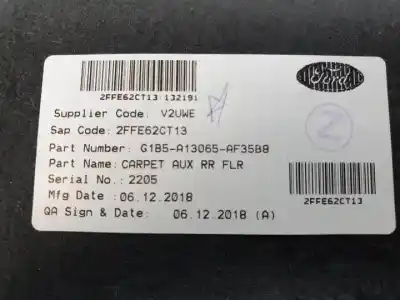 Ford
2FFE62CT13 132191
Supplier Code: V2UWE
Sap Code: 2FFE62CT13
Z
Part Number: G1B5-A13065-AF35B8
Part Name: CARPET AUX RR FLR
Serial No.: 2205
Mfg Date : 06.12.2018
2FFE62CT13
QA Sign & Date: 06.12.2018 (A)